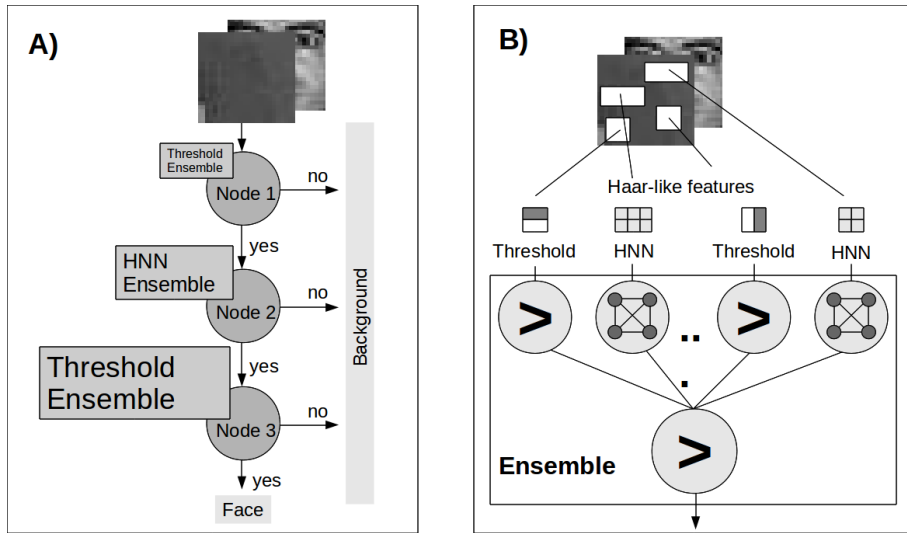 A)
Threshold
Ensemble
Node 1
no
yes
HNN
Ensemble
Node 2
no
yes
Threshold
Ensemble
Node 3
no
yes
Face
Background
B)
Haar-like features
Threshold
HNN
Threshold
HNN
>
..
>
.
>
Ensemble